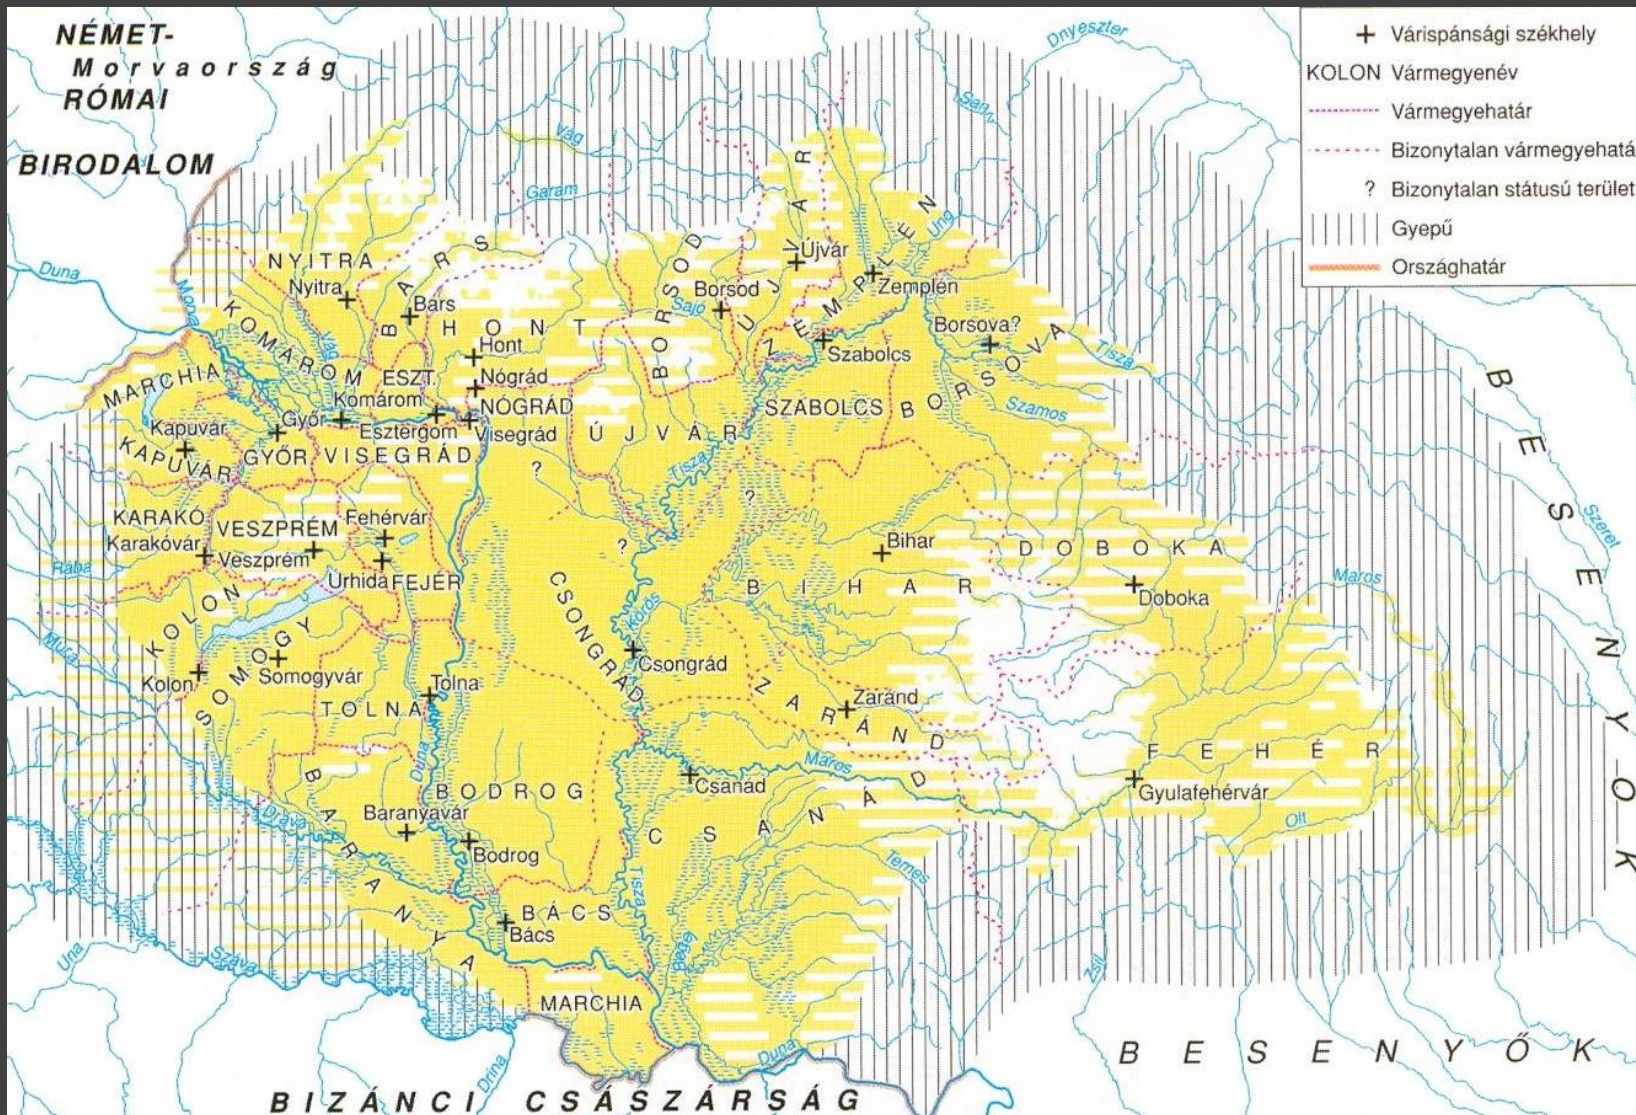 NÉMET-
Morvaország
RÓMAI
BIRODALOM
Várispánsági székhely
KOLON Vármegyenév
Vármegyehatár
Bizonytalan vármegyehatá
? Bizonytalan státusú terület
Gyepű
Országhatár
Dnyeszter
San
Vág
Garam
Ung
Duna
Morva
NYITRA
Nyitra
BARS
Bars
HONT
Hont
BORSOD
Borsod
Sajó
ÚJVÁR
Újvár
ZEMPLÉN
Zemplén
Borsova?
BORSOVA
Tisza
Szabolcs
SZABOLCS
Szamos
KOMÁROM
Vág
Komárom
ESZT.
Esztergom
Nógrád
NÓGRÁD
Visegrád
VISEGRÁD
ÚJVÁR
Tisza
MARCHIA
Kapuvár
KAPUVÁR
Győr
GYŐR
?
?
?
KARAKÓ
Karakóvár
VESZPRÉM
Veszprém
Fehérvár
Urhida
FEJÉR
Rába
Bihar
BIHAR
DOBOKA
Doboka
Maros
Szeret
KOLON
Kolon
Mura
SOMOGY
Somogyvár
CSONGRÁD
Csongrád
Körös
TOLNA
Tolna
Duna
Zaránd
ZARÁND
Maros
FEHÉR
Gyulafehérvár
Olt
BARANYA
Baranyavár
Dráva
BODROG
Bodrog
Csanád
CSANÁD
Temes
Tisza
BÁCS
Bács
Bega
MARCHIA
Una
Száva
Drina
Duna
Zsil
BESENYŐK
BESENYŐK
BIZÁNCI CSÁSZÁRSÁG